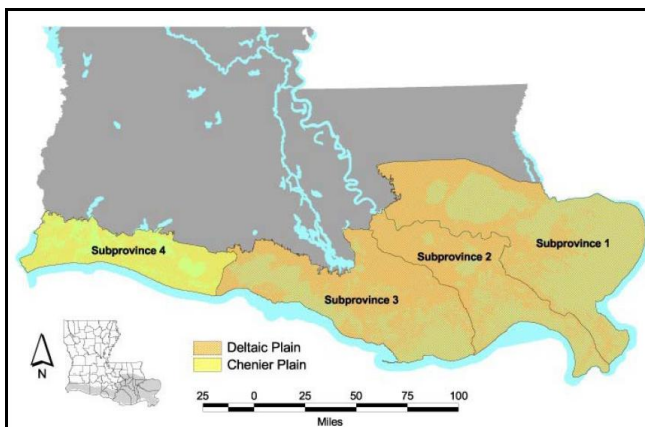 Subprovince 1
Subprovince 2
Subprovince 4
Subprovince 3
Deltaic Plain
Chenier Plain
N
25 0 25 50 75 100
Miles